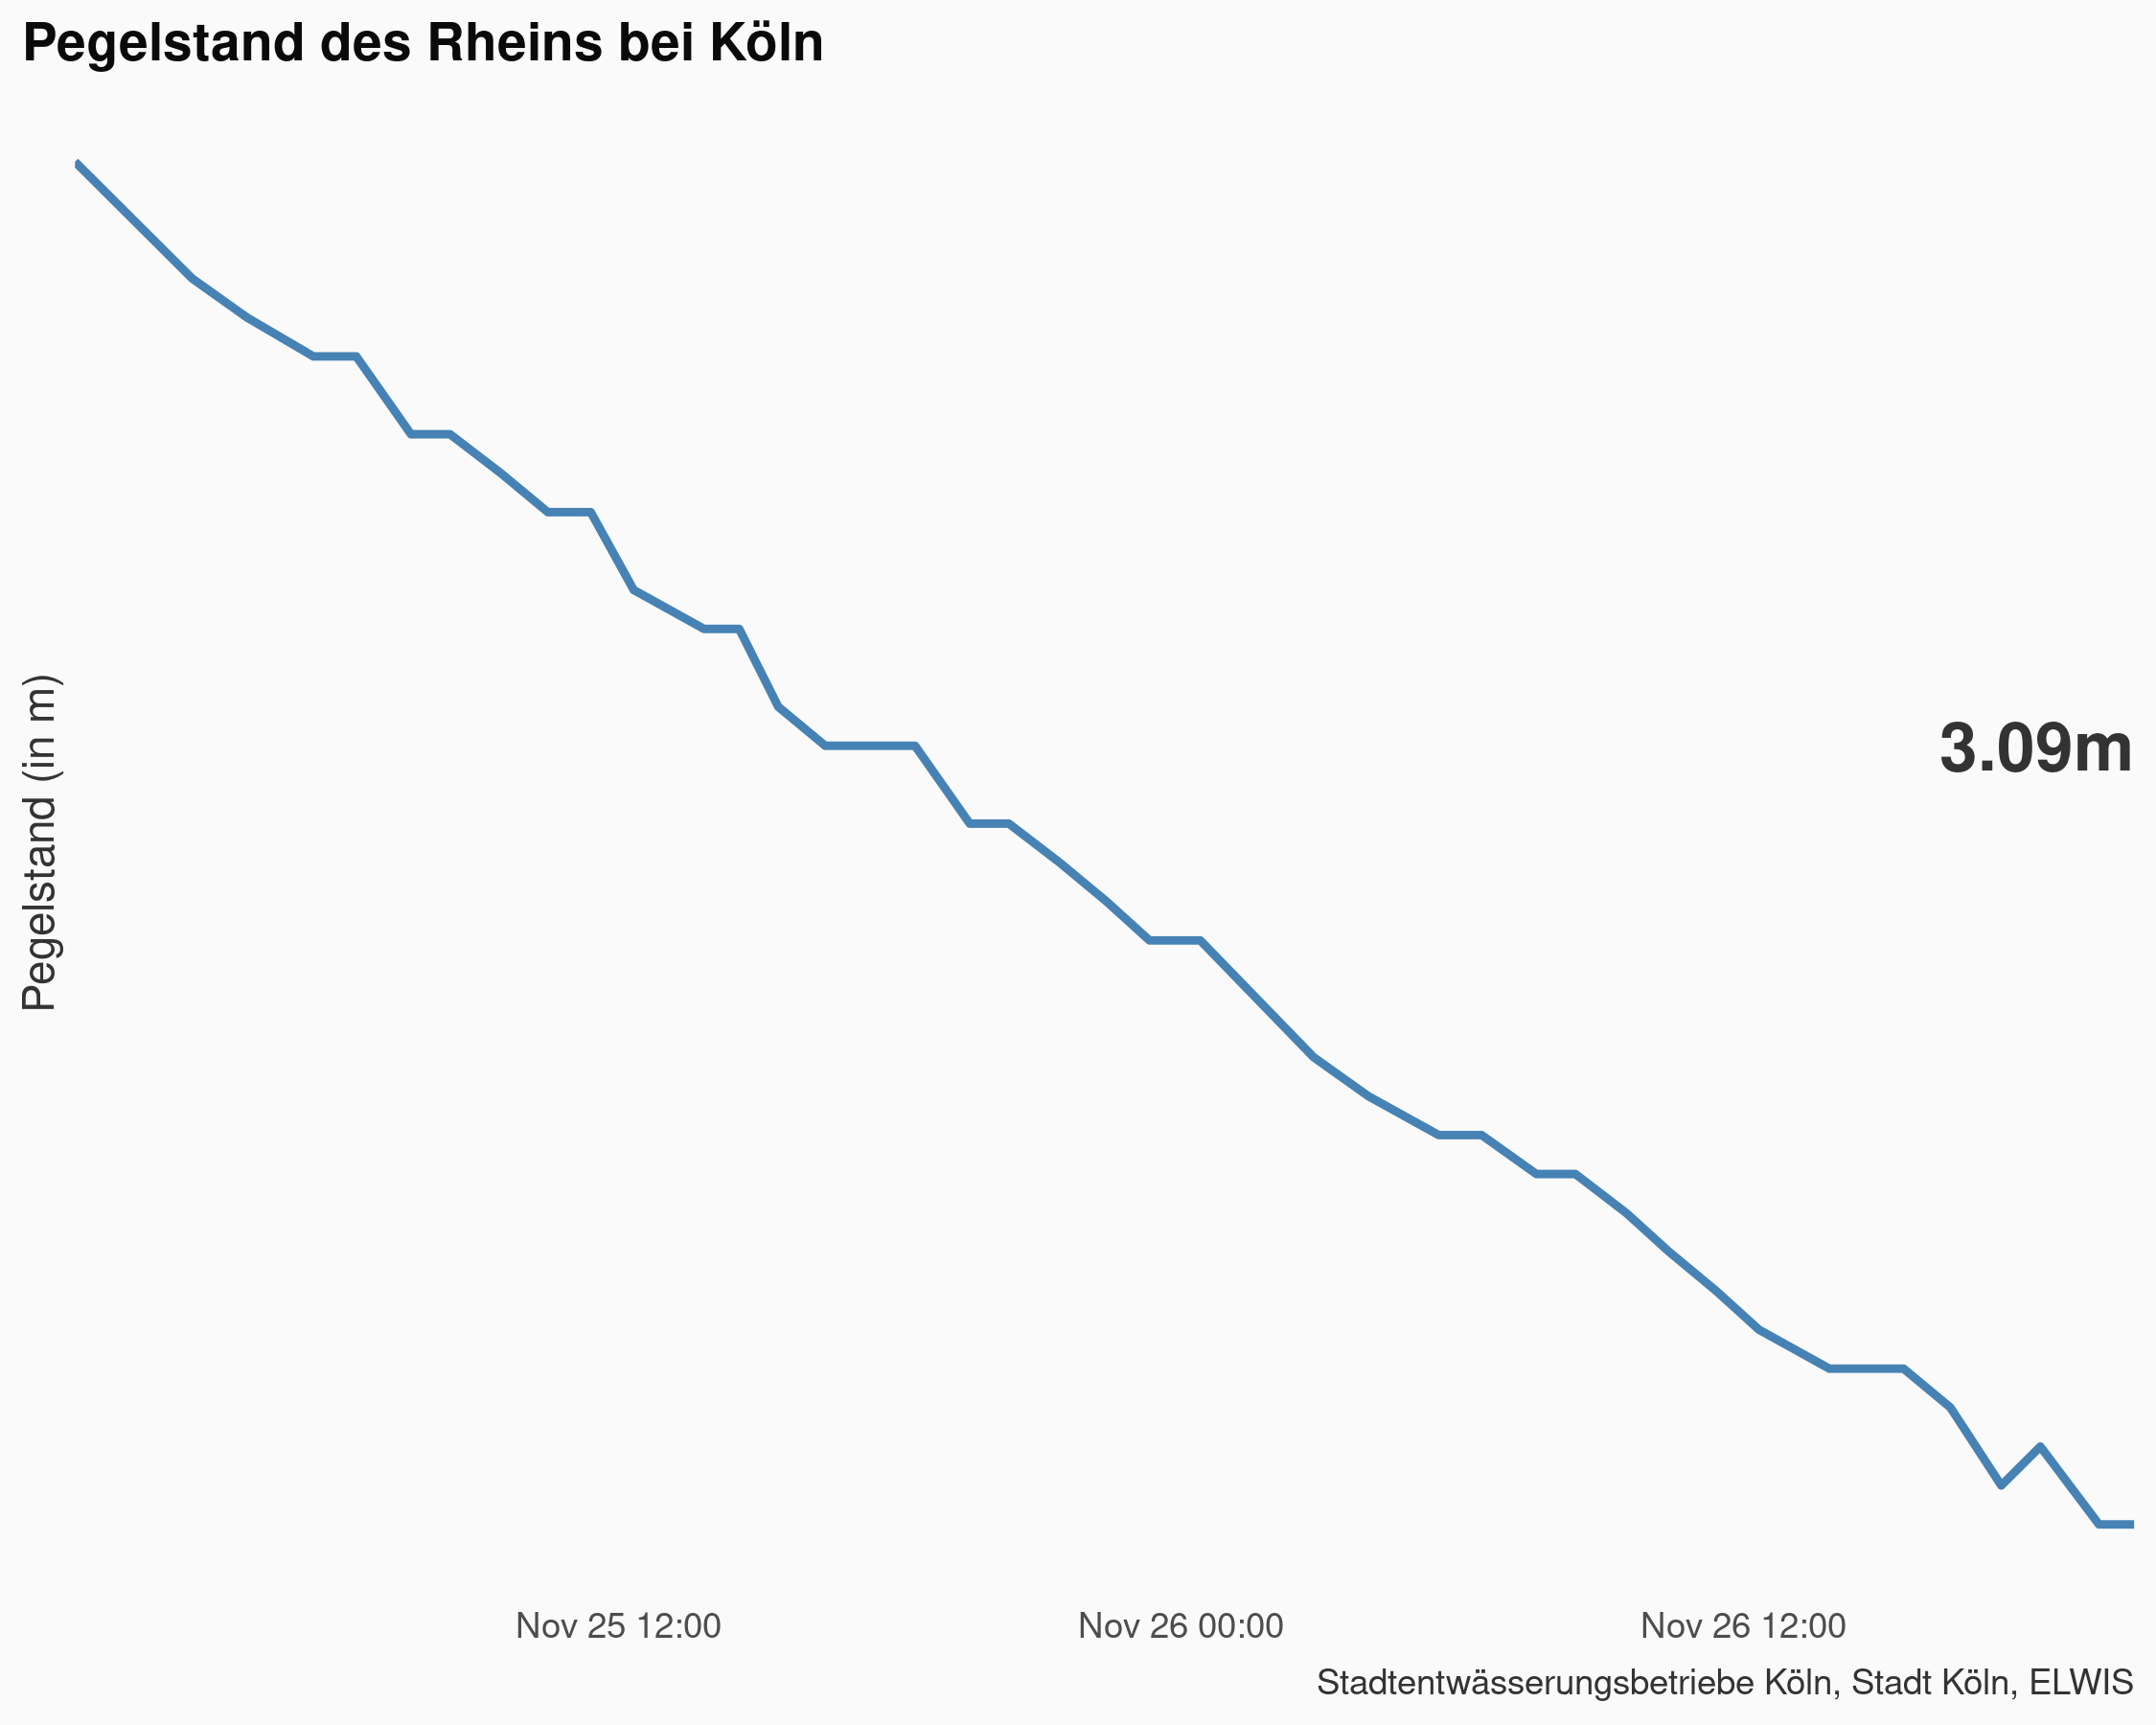 Pegelstand des Rheins bei Köln
Pegelstand (in m)
3.09m
Nov 25 12:00
Nov 26 00:00
Nov 26 12:00
Stadtentwässerungsbetriebe Köln, Stadt Köln, ELWIS